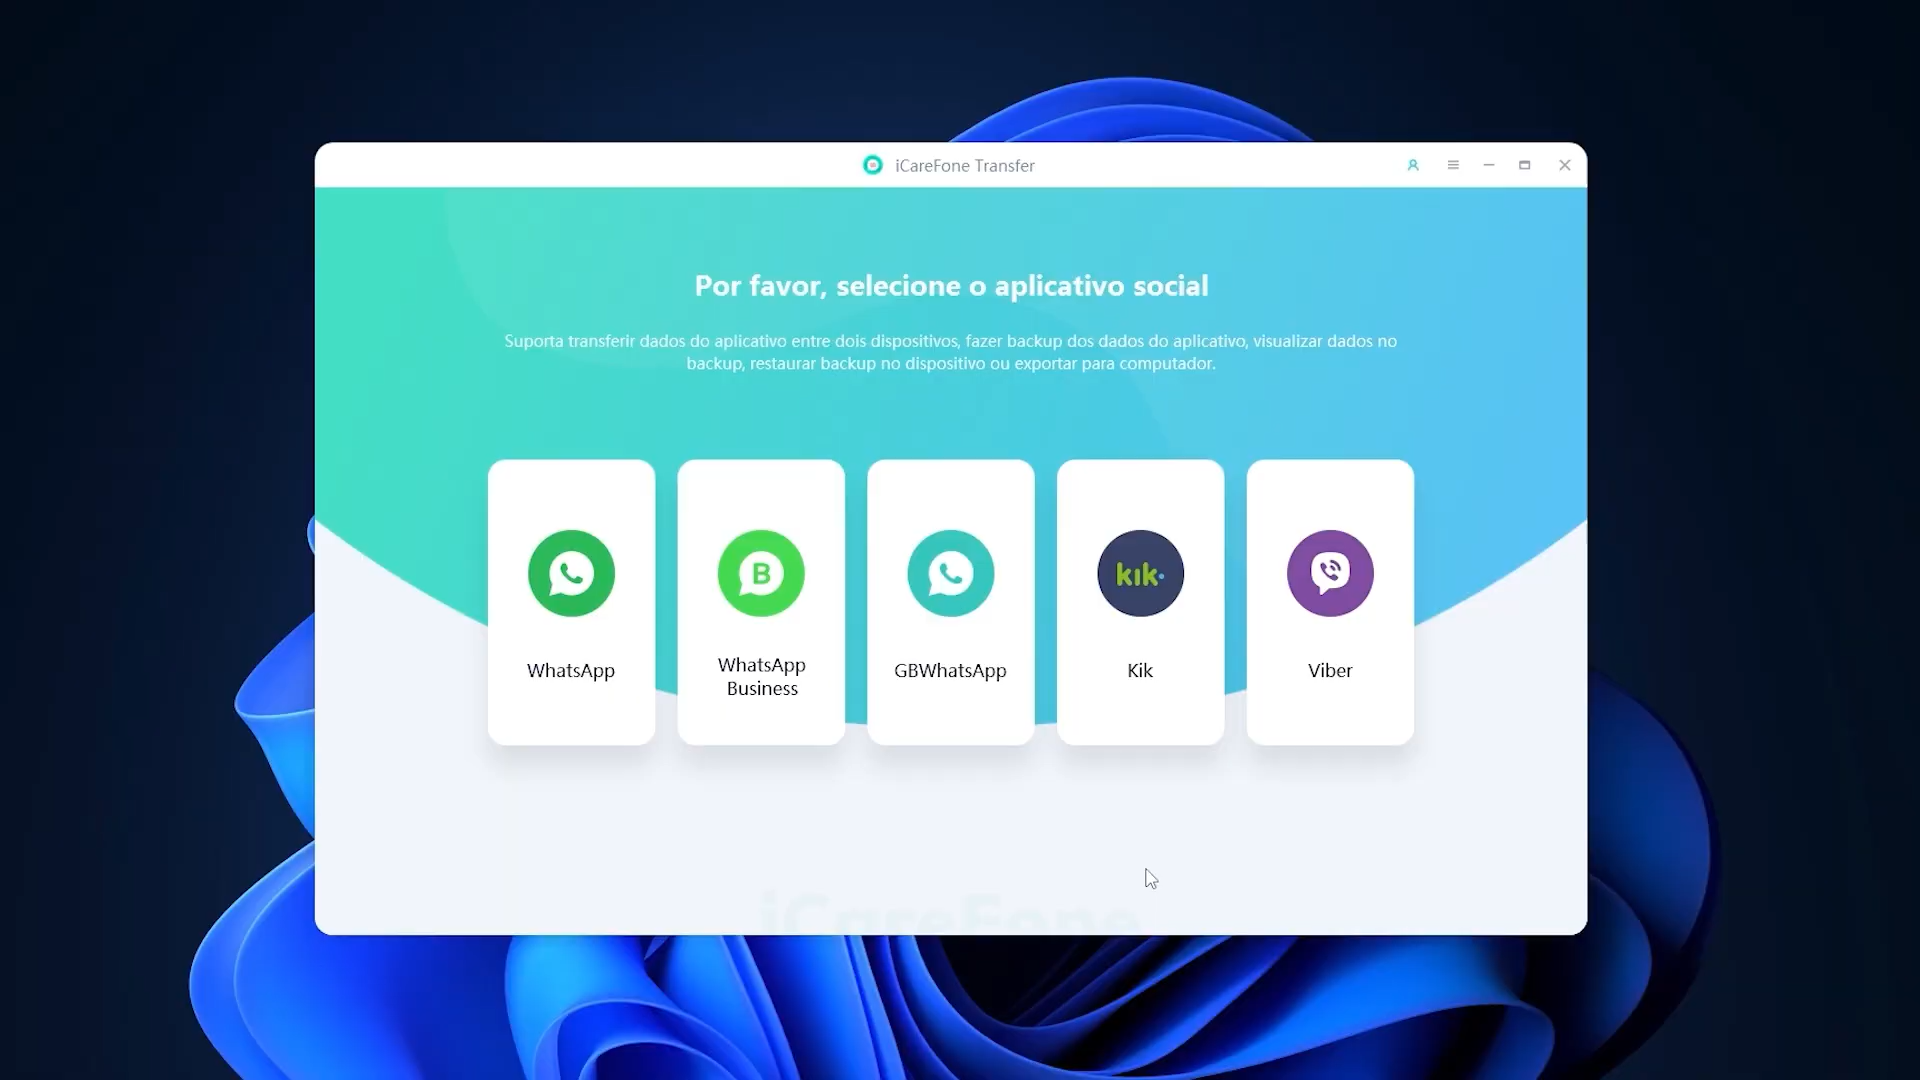 iCareFone Transfer
Por favor, selecione o aplicativo social
Suporta transferir dados do aplicativo entre dois dispositivos, fazer backup dos dados do aplicativo, visualizar dados no
backup, restaurar backup no dispositivo ou exportar para computador.
B
kik.
WhatsApp
WhatsApp
Business
GBWhatsApp
Kik
Viber
iCareFone